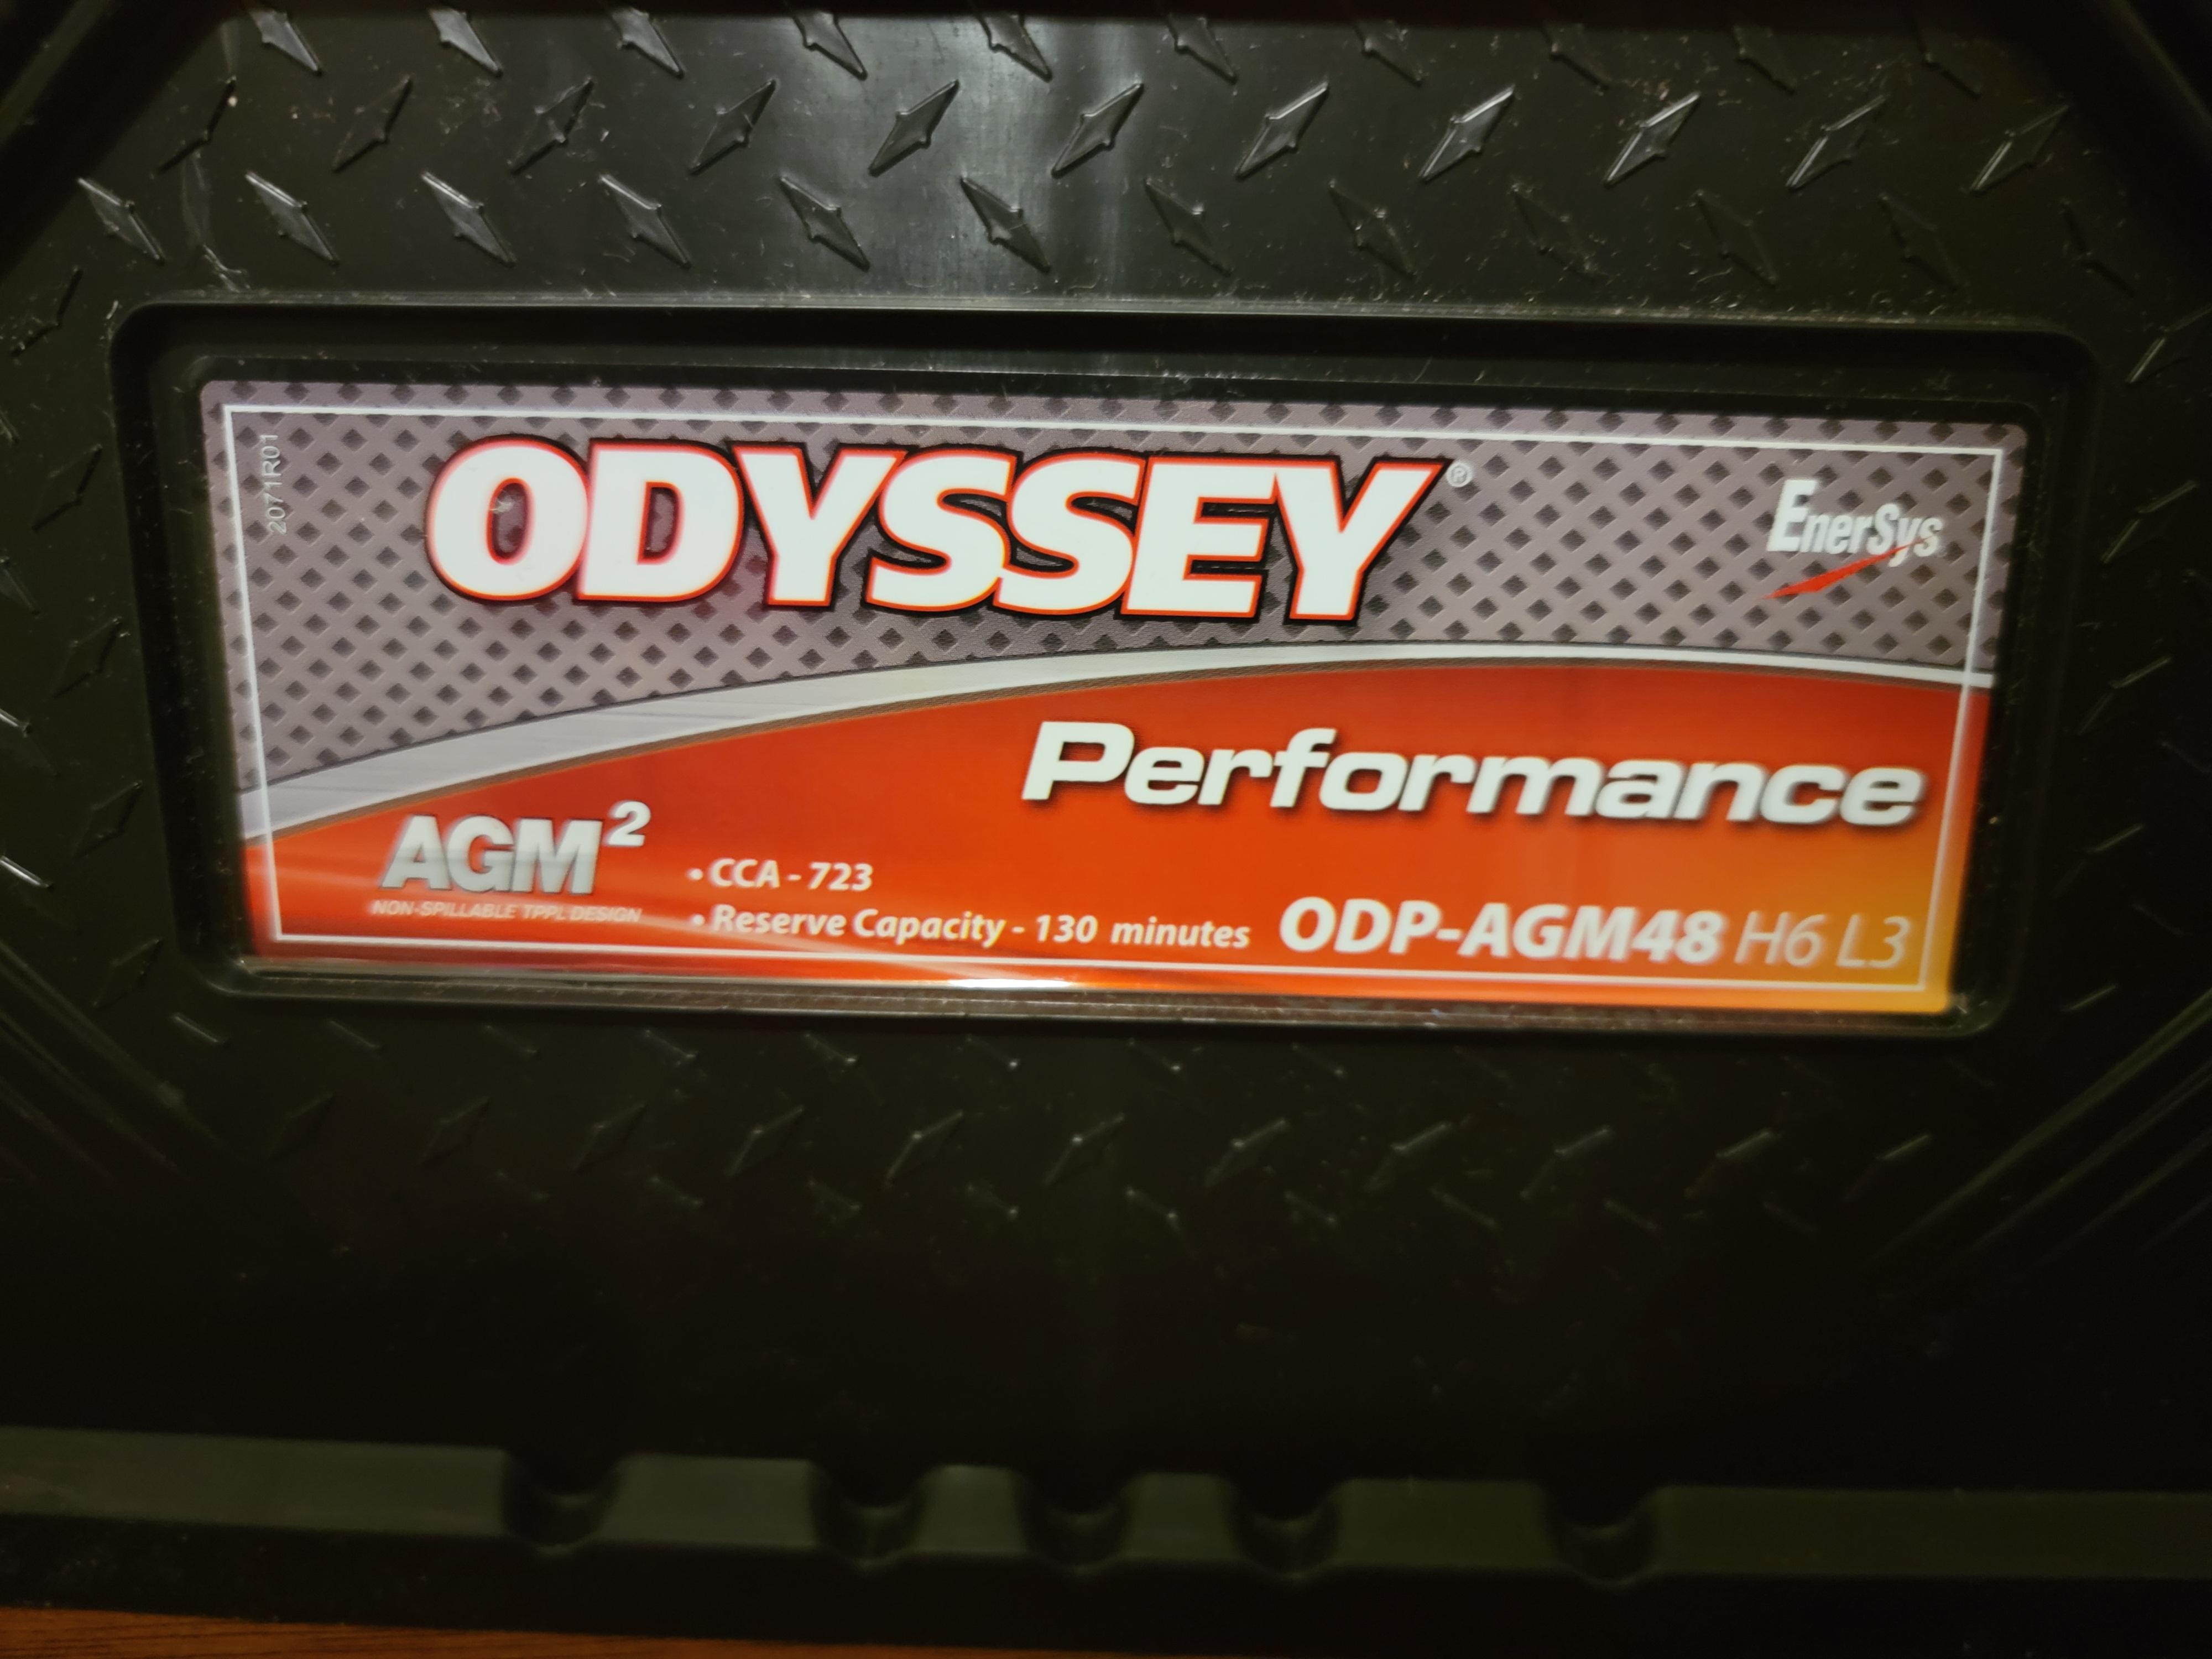 2071R01
ODYSSEY®
EnerSys
Performance
AGM²
NON-SPILLABLE TPPL DESIGN
• CCA - 723
• Reserve Capacity - 130 minutes
ODP-AGM48 H6 L3